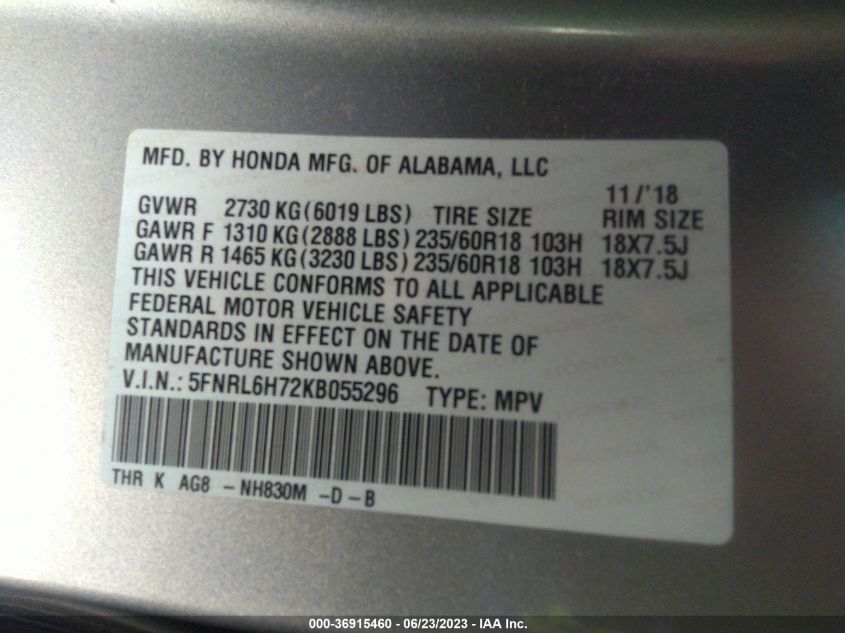 MFD. BY HONDA MFG. OF ALABAMA, LLC
11/'18
GVWR 2730 KG (6019 LBS) TIRE SIZE RIM SIZE
GAWR F 1310 KG (2888 LBS) 235/60R18 103H 18X7.5J
GAWR R 1465 KG (3230 LBS) 235/60R18 103H 18X7.5J
THIS VEHICLE CONFORMS TO ALL APPLICABLE
FEDERAL MOTOR VEHICLE SAFETY
STANDARDS IN EFFECT ON THE DATE OF
MANUFACTURE SHOWN ABOVE.
V.I.N.: 5FNRL6H72KB055296 TYPE: MPV
THR K AG8 -NH830M -D-B
000-36915460 - 06/23/2023 - IAA Inc.